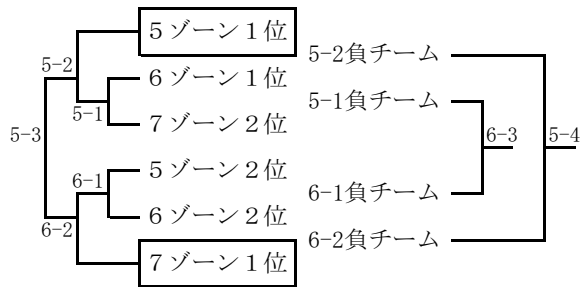 ５ゾーン１位
5-2負チーム
5-2
６ゾーン１位
5-1負チーム
5-1
７ゾーン２位
5-3
6-3
5-4
５ゾーン２位
6-1
6-1負チーム
６ゾーン２位
6-2
6-2負チーム
７ゾーン１位